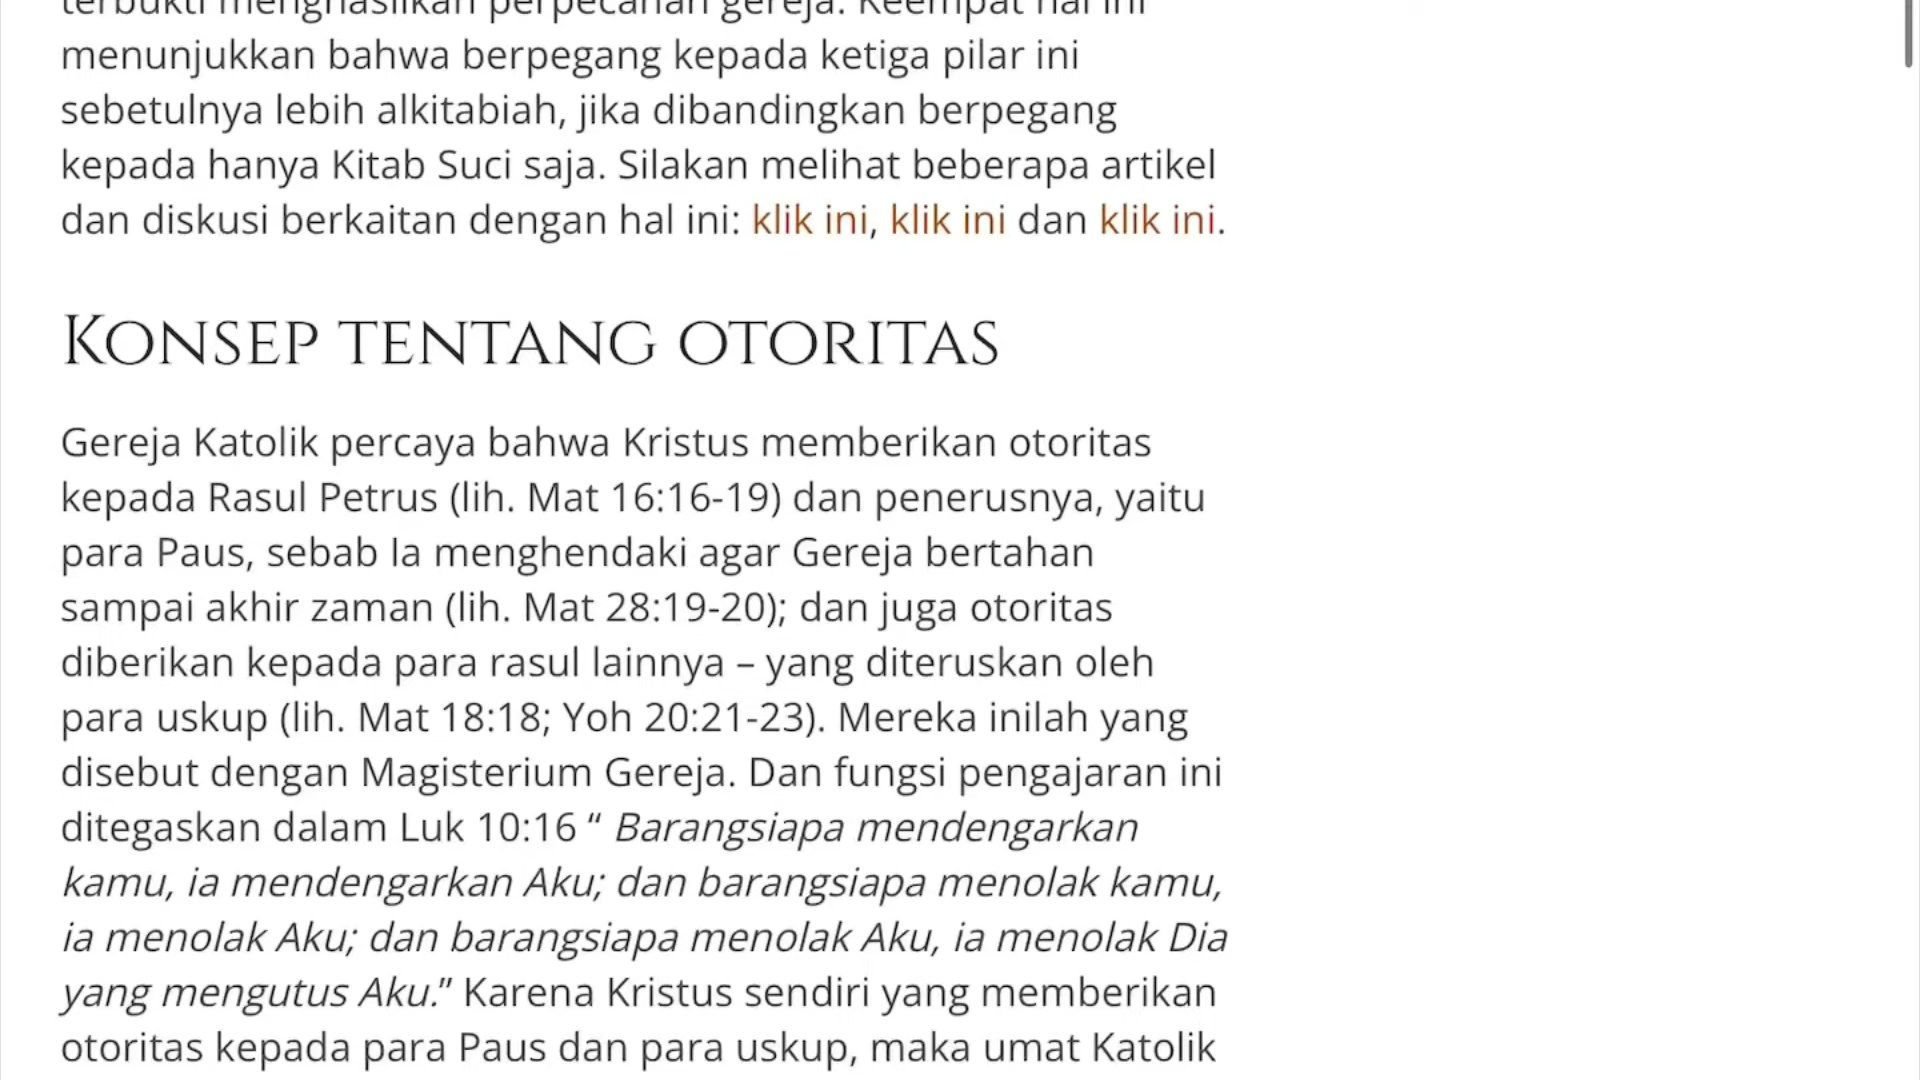 terbukti menghasilkan perpecahan gereja. Keempat hal ini
menunjukkan bahwa berpegang kepada ketiga pilar ini
sebetulnya lebih alkitabiah, jika dibandingkan berpegang
kepada hanya Kitab Suci saja. Silakan melihat beberapa artikel
dan diskusi berkaitan dengan hal ini: klik ini, klik ini dan klik ini.
Konsep tentang otoritas
Gereja Katolik percaya bahwa Kristus memberikan otoritas
kepada Rasul Petrus (lih. Mat 16:16-19) dan penerusnya, yaitu
para Paus, sebab Ia menghendaki agar Gereja bertahan
sampai akhir zaman (lih. Mat 28:19-20); dan juga otoritas
diberikan kepada para rasul lainnya – yang diteruskan oleh
para uskup (lih. Mat 18:18; Yoh 20:21-23). Mereka inilah yang
disebut dengan Magisterium Gereja. Dan fungsi pengajaran ini
ditegaskan dalam Luk 10:16 “ Barangsiapa mendengarkan
kamu, ia mendengarkan Aku; dan barangsiapa menolak kamu,
ia menolak Aku; dan barangsiapa menolak Aku, ia menolak Dia
yang mengutus Aku.” Karena Kristus sendiri yang memberikan
otoritas kepada para Paus dan para uskup, maka umat Katolik